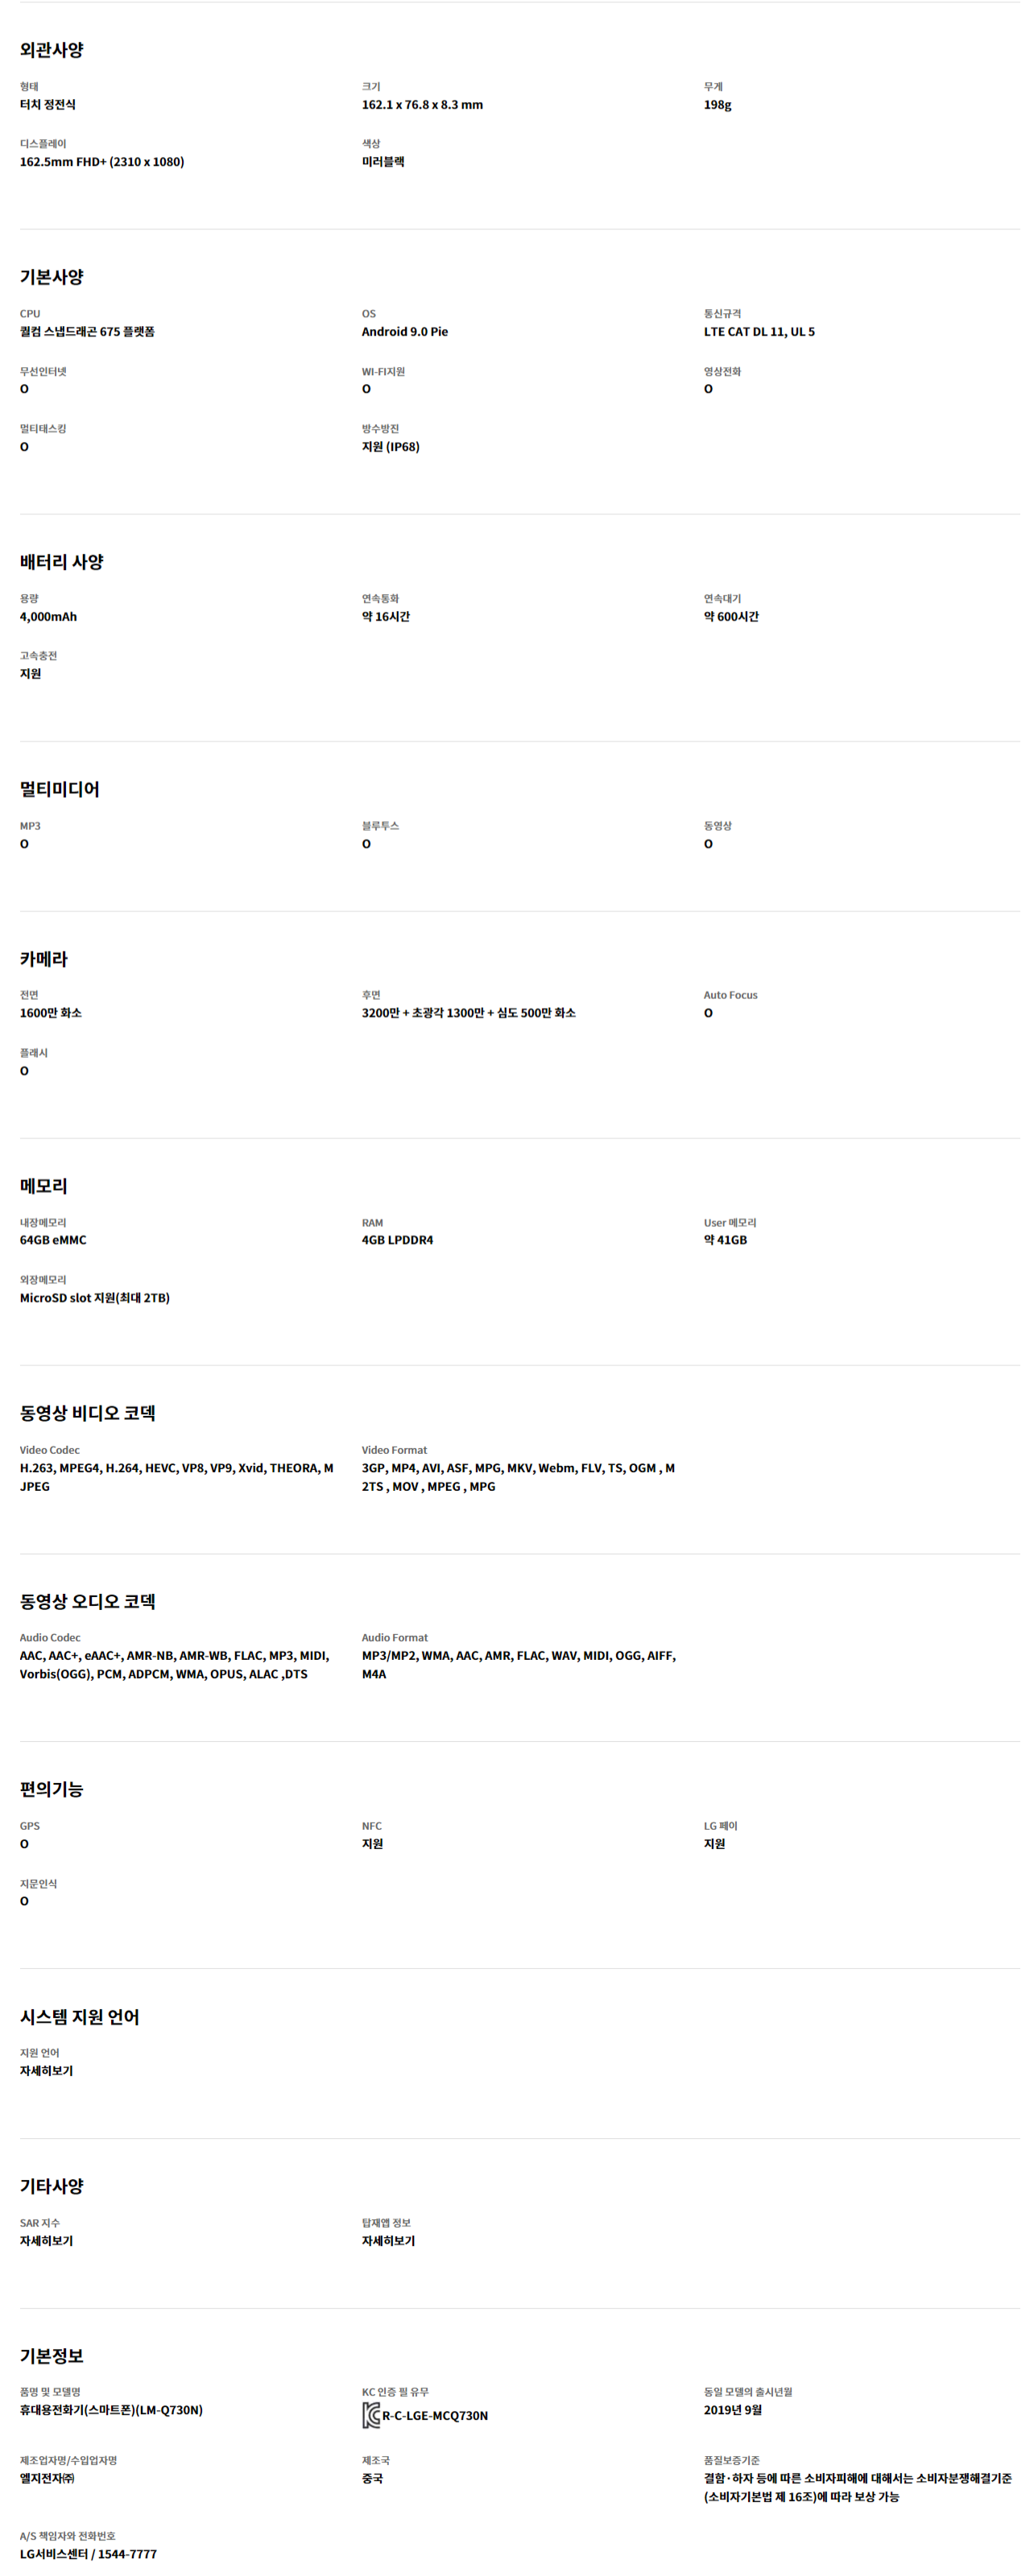 외관사양
형태
크기
무게
터치 정전식
162.1 x 76.8 x 8.3 mm
198g
디스플레이
색상
162.5mm FHD+ (2310 x 1080)
미러블랙
기본사양
CPU
OS
통신규격
퀄컴 스냅드래곤 675 플랫폼
Android 9.0 Pie
LTE CAT DL 11, UL 5
무선인터넷
WI-FI지원
영상전화
O
O
O
멀티태스킹
방수방진
O
지원 (IP68)
배터리 사양
용량
연속통화
연속대기
4,000mAh
약 16시간
약 600시간
고속충전
지원
멀티미디어
MP3
블루투스
동영상
O
O
O
카메라
전면
후면
Auto Focus
1600만 화소
3200만 + 초광각 1300만 + 심도 500만 화소
O
플래시
O
메모리
내장메모리
RAM
User 메모리
64GB eMMC
4GB LPDDR4
약 41GB
외장메모리
MicroSD slot 지원(최대 2TB)
동영상 비디오 코덱
Video Codec
Video Format
H.263, MPEG4, H.264, HEVC, VP8, VP9, Xvid, THEORA, M
JPEG
3GP, MP4, AVI, ASF, MPG, MKV, Webm, FLV, TS, OGM , M
2TS , MOV , MPEG , MPG
동영상 오디오 코덱
Audio Codec
Audio Format
AAC, AAC+, eAAC+, AMR-NB, AMR-WB, FLAC, MP3, MIDI,
Vorbis(OGG), PCM, ADPCM, WMA, OPUS, ALAC ,DTS
MP3/MP2, WMA, AAC, AMR, FLAC, WAV, MIDI, OGG, AIFF,
M4A
편의기능
GPS
NFC
LG 페이
O
지원
지원
지문인식
O
시스템 지원 언어
지원 언어
자세히보기
기타사양
SAR 지수
탑재앱 정보
자세히보기
자세히보기
기본정보
품명 및 모델명
KC 인증 필 유무
동일 모델의 출시년월
휴대용전화기(스마트폰)(LM-Q730N)
R-C-LGE-MCQ730N
2019년 9월
제조업자명/수입업자명
제조국
품질보증기준
엘지전자㈜
중국
결함·하자 등에 따른 소비자피해에 대해서는 소비자분쟁해결기준
(소비자기본법 제 16조)에 따라 보상 가능
A/S 책임자와 전화번호
LG서비스센터 / 1544-7777